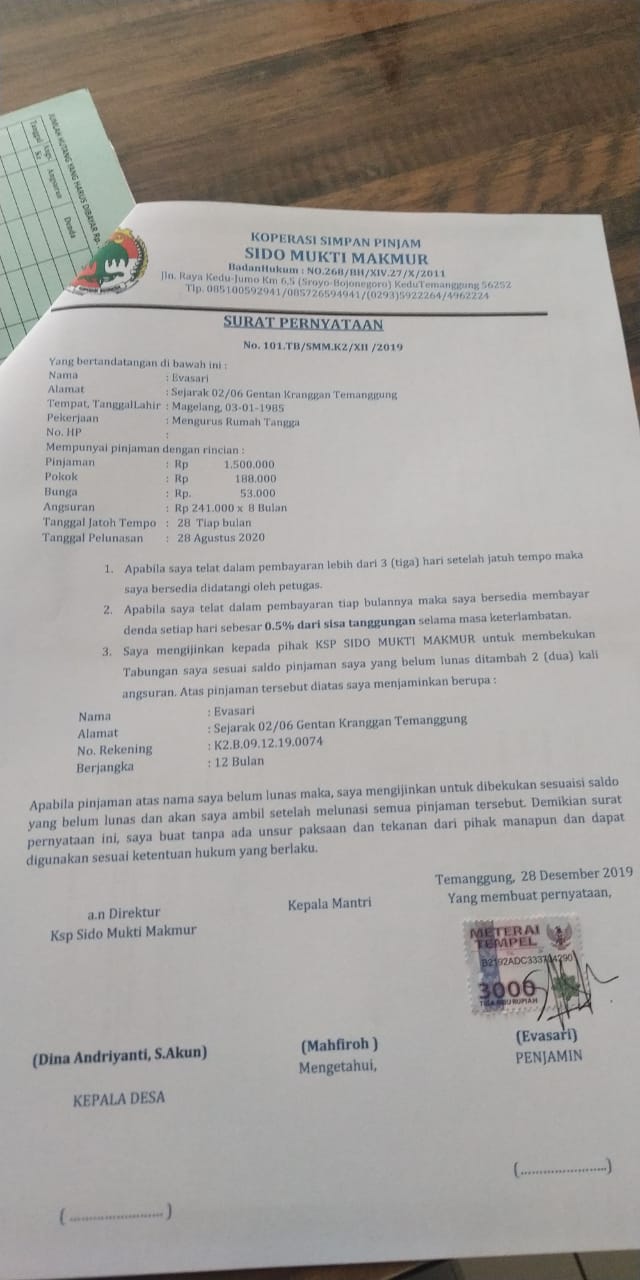 JUMLAH HUTANG YANG HARUS DIBAYAR Rp.
Tanggal Angs. Ke Angsuran Denda
KOPERASI SIMPAN PINJAM
SIDO MUKTI MAKMUR
BadanHukum : NO.268/BH/XIV.27/X/2011
Jln. Raya Kedu-Jumo Km 6,5 (Sroyo-Bojonegoro) KeduTemanggung 56252
Tlp. 085100592941/085726594941/(0293)5922264/4962224
SURAT PERNYATAAN
No. 101.TB/SMM.K2/XII /2019
Yang bertandatangan di bawah ini :
Nama : Evasari
Alamat : Sejarak 02/06 Gentan Kranggan Temanggung
Tempat, TanggalLahir : Magelang, 03-01-1985
Pekerjaan : Mengurus Rumah Tangga
No. HP :
Mempunyai pinjaman dengan rincian :
Pinjaman : Rp 1.500.000
Pokok : Rp 188.000
Bunga : Rp. 53.000
Angsuran : Rp 241.000 x 8 Bulan
Tanggal Jatoh Tempo : 28 Tiap bulan
Tanggal Pelunasan : 28 Agustus 2020
1. Apabila saya telat dalam pembayaran lebih dari 3 (tiga) hari setelah jatuh tempo maka
saya bersedia didatangi oleh petugas.
2. Apabila saya telat dalam pembayaran tiap bulannya maka saya bersedia membayar
denda setiap hari sebesar 0.5% dari sisa tanggungan selama masa keterlambatan.
3. Saya mengijinkan kepada pihak KSP SIDO MUKTI MAKMUR untuk membekukan
Tabungan saya sesuai saldo pinjaman saya yang belum lunas ditambah 2 (dua) kali
angsuran. Atas pinjaman tersebut diatas saya menjaminkan berupa :
Nama : Evasari
Alamat : Sejarak 02/06 Gentan Kranggan Temanggung
No. Rekening : K2.B.09.12.19.0074
Berjangka : 12 Bulan
Apabila pinjaman atas nama saya belum lunas maka, saya mengijinkan untuk dibekukan sesuaisi saldo
yang belum lunas dan akan saya ambil setelah melunasi semua pinjaman tersebut. Demikian surat
pernyataan ini, saya buat tanpa ada unsur paksaan dan tekanan dari pihak manapun dan dapat
digunakan sesuai ketentuan hukum yang berlaku.
Temanggung, 28 Desember 2019
a.n Direktur Kepala Mantri Yang membuat pernyataan,
Ksp Sido Mukti Makmur
METERAI
TEMPEL
3000
TIGA RIBU RUPIAH
(Dina Andriyanti, S.Akun) (Mahfiroh ) (Evasari)
Mengetahui, PENJAMIN
KEPALA DESA
(......................)
(......................)